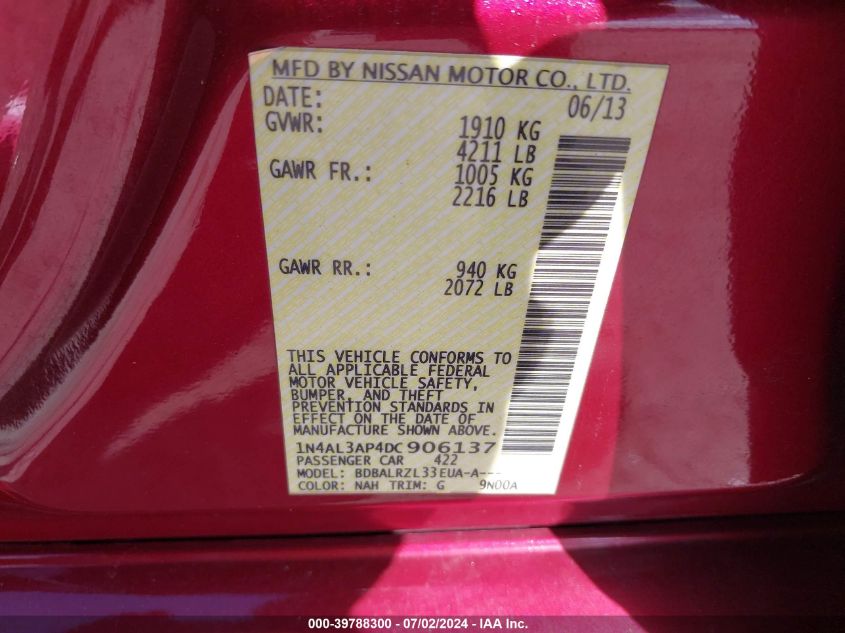 MFD BY NISSAN MOTOR CO., LTD.
DATE: 06/13
GVWR: 1910 KG
4211 LB
GAWR FR.: 1005 KG
2216 LB
GAWR RR.: 940 KG
2072 LB
THIS VEHICLE CONFORMS TO
ALL APPLICABLE FEDERAL
MOTOR VEHICLE SAFETY,
BUMPER, AND THEFT
PREVENTION STANDARDS IN
EFFECT ON THE DATE OF
MANUFACTURE SHOWN ABOVE.
1N4AL3AP4DC906137
PASSENGER CAR 422
MODEL: BDBALRZL33EUA-A---
COLOR: NAH TRIM: G 9N00A
000-39788300 - 07/02/2024 - IAA Inc.